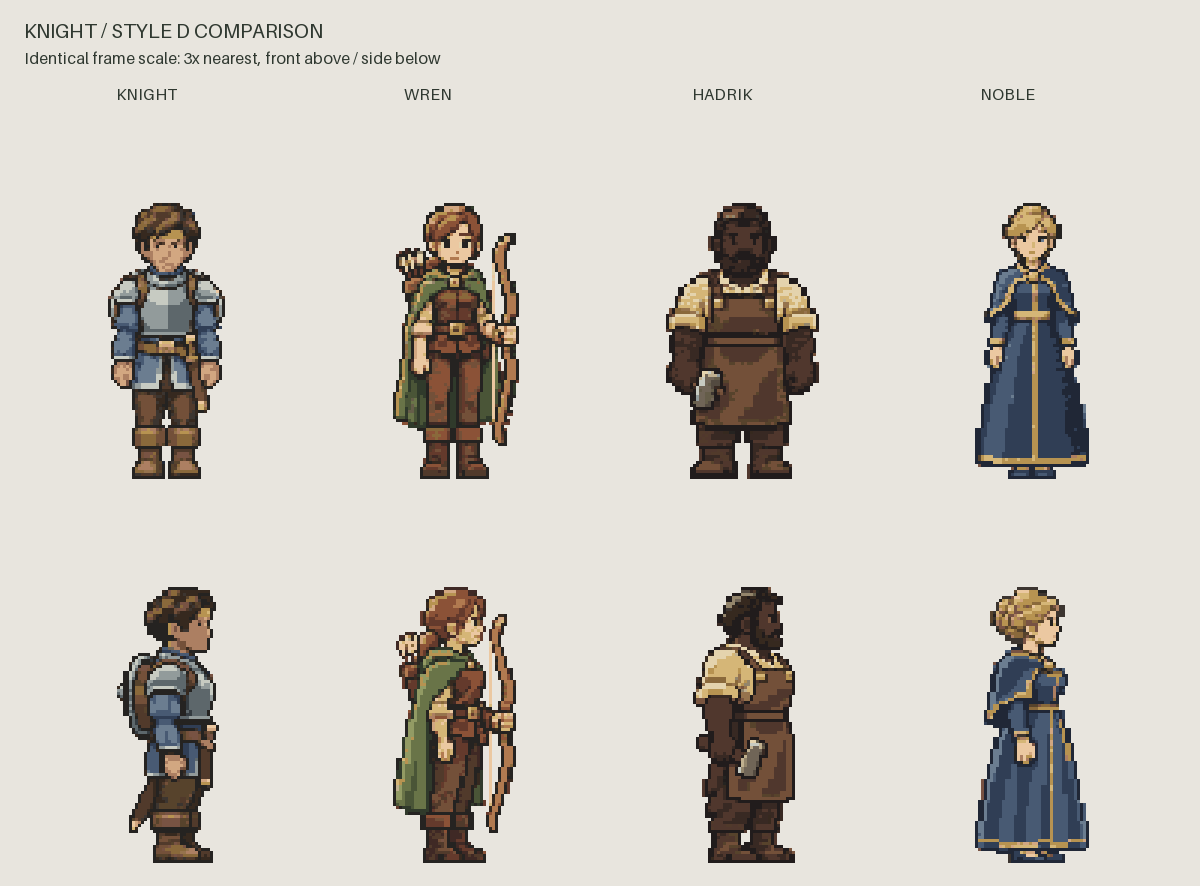 KNIGHT / STYLE D COMPARISON
Identical frame scale: 3x nearest, front above / side below
KNIGHT WREN HADRIK NOBLE